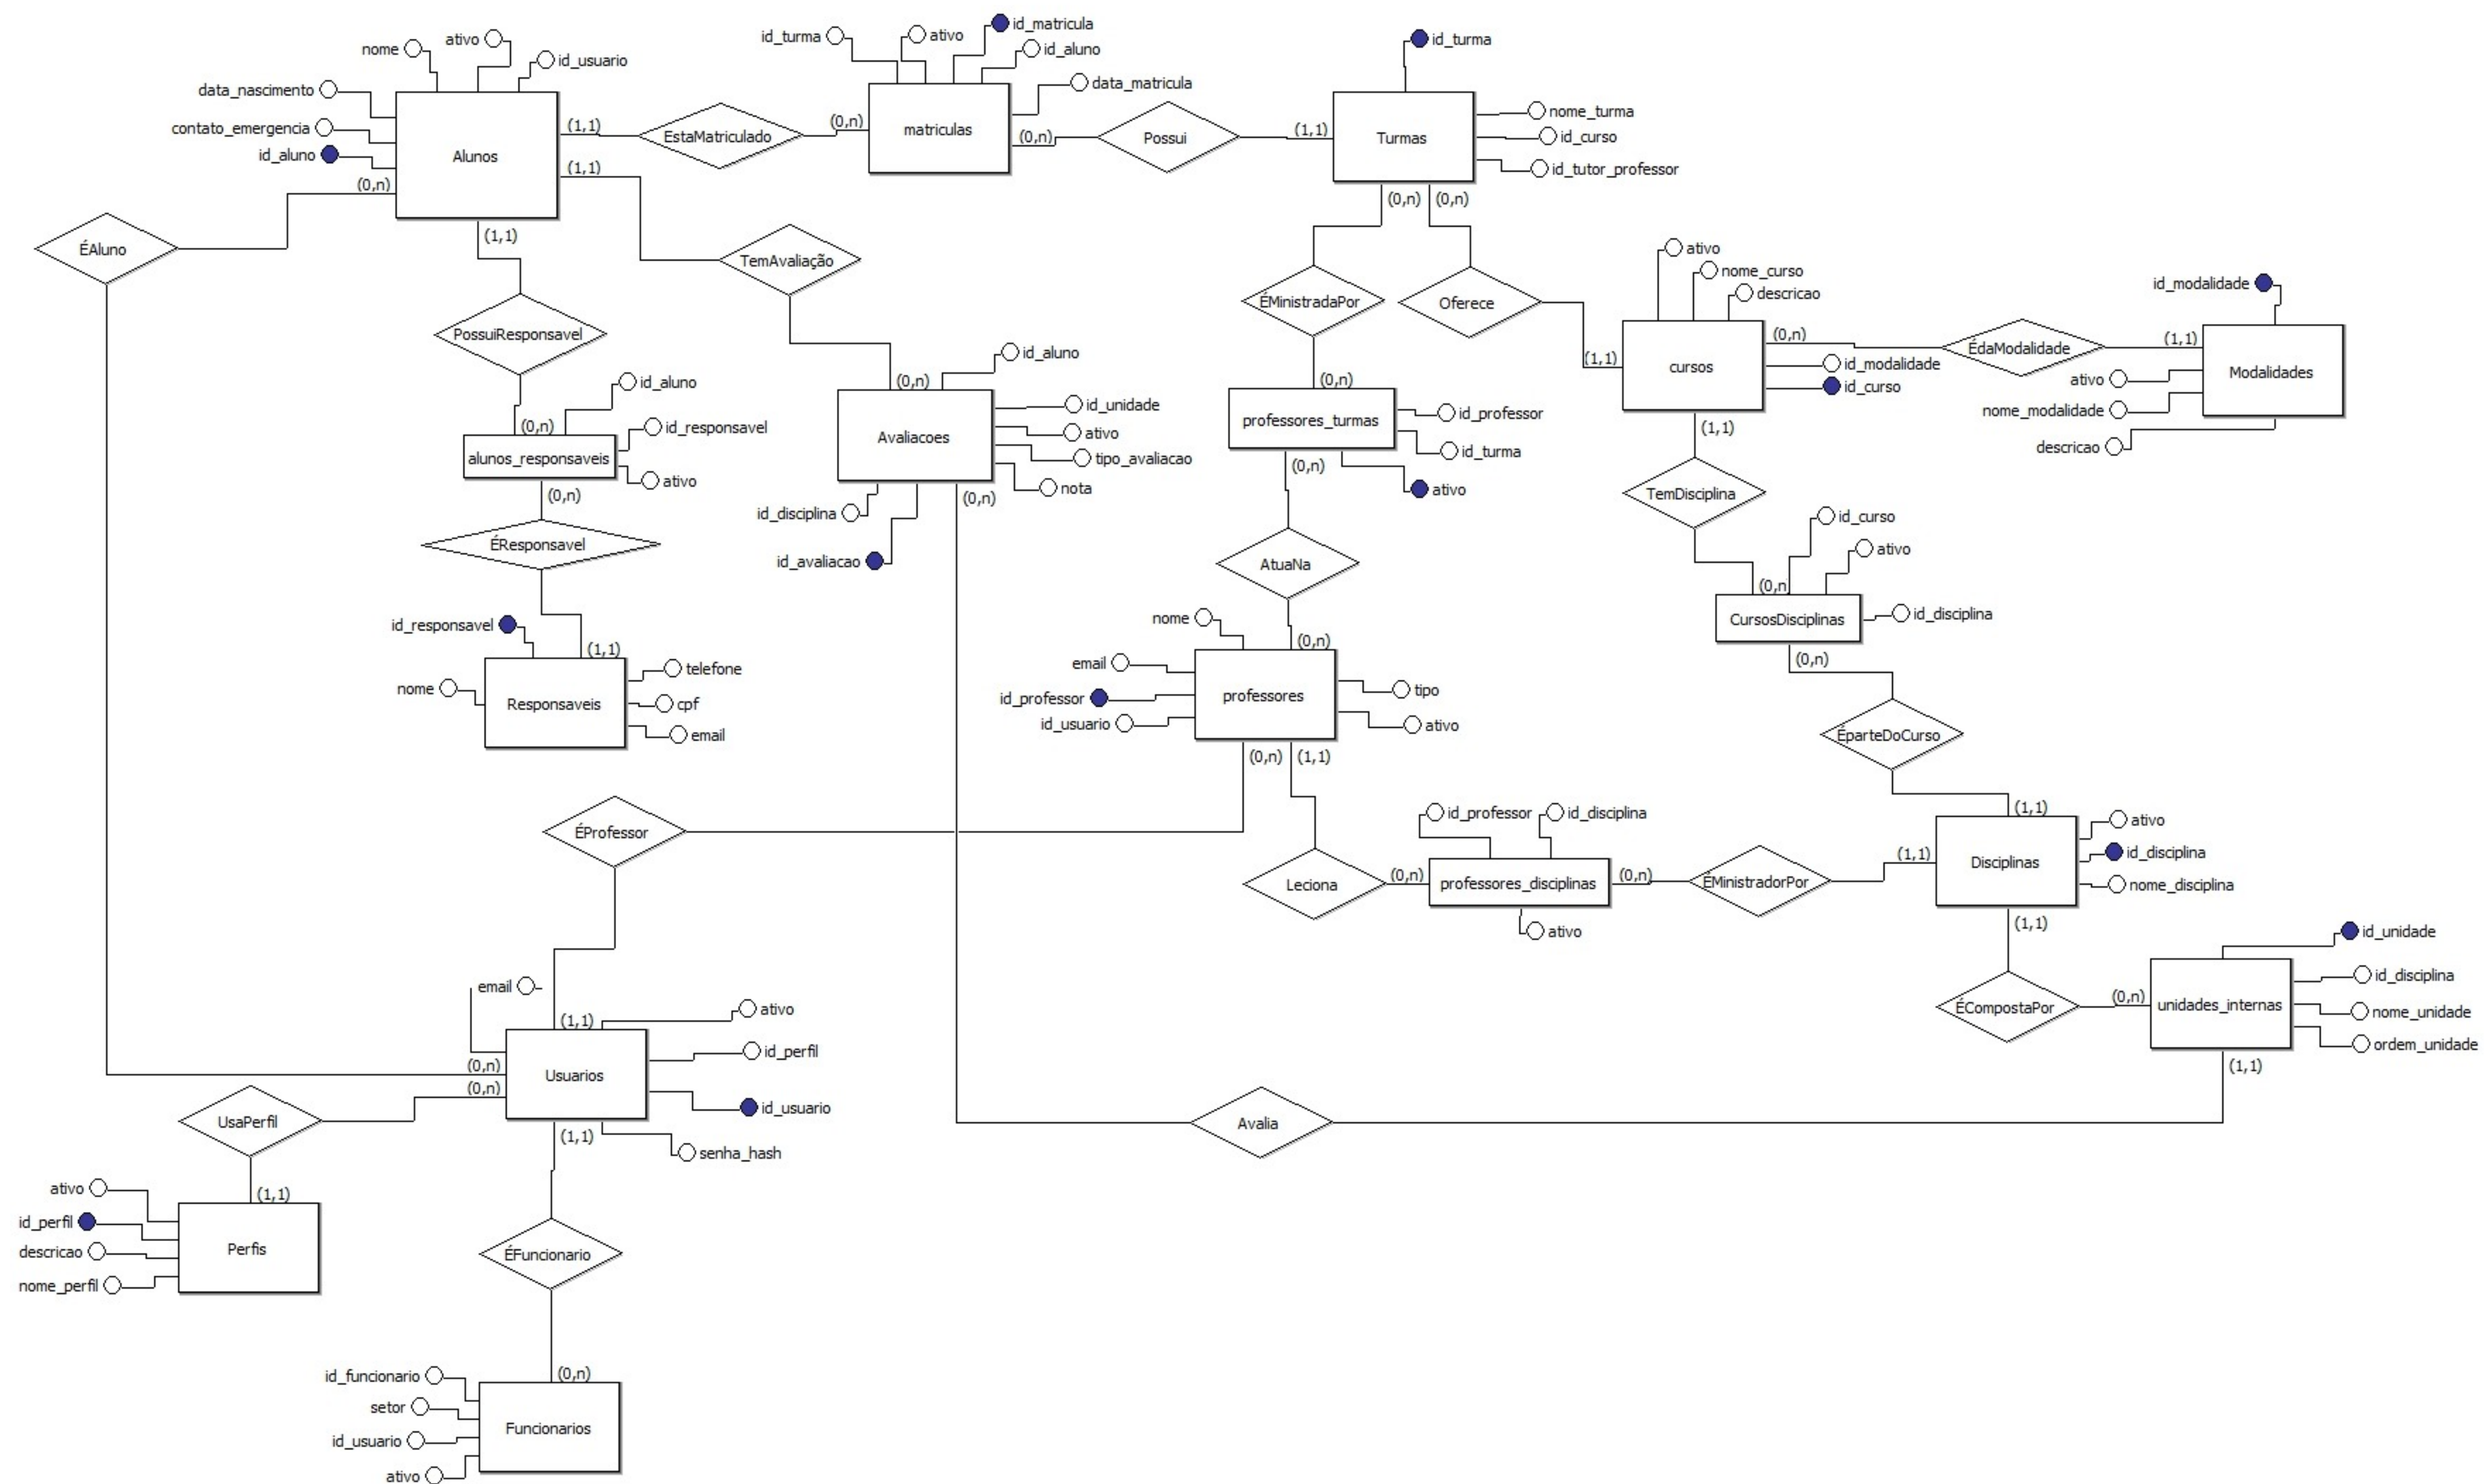 id_matricula
id_turma
ativo
id_turma
ativo
nome
id_aluno
id_usuario
data_matricula
data_nascimento
nome_turma
contato_emergencia
(1,1)
(0,n)
matriculas
EstaMatriculado
(0,n)
Possui
(1,1)
Turmas
id_curso
id_aluno
Alunos
(1,1)
id_tutor_professor
(0,n)
(0,n)
(0,n)
(1,1)
ÉAluno
TemAvaliação
ativo
nome_curso
descricao
id_modalidade
ÉMinistradaPor
Oferece
PossuiResponsavel
(0,n)
ÉdaModalidade
(1,1)
id_aluno
(1,1)
cursos
id_modalidade
Modalidades
id_aluno
(0,n)
(0,n)
ativo
id_curso
id_unidade
id_professor
nome_modalidade
(0,n)
id_responsavel
Avaliacoes
ativo
professores_turmas
(1,1)
descricao
alunos_responsaveis
tipo_avaliacao
id_turma
ativo
(0,n)
nota
(0,n)
ativo
TemDisciplina
(0,n)
id_disciplina
id_curso
ÉResponsavel
id_avaliacao
AtuaNa
ativo
(0,n)
id_responsavel
nome
CursosDisciplinas
id_disciplina
(1,1)
(0,n)
telefone
email
(0,n)
nome
Responsaveis
cpf
id_professor
professores
tipo
email
id_usuario
ativo
ÉparteDoCurso
(0,n)
(1,1)
id_professor
id_disciplina
(1,1)
ativo
ÉProfessor
Leciona
(0,n)
professores_disciplinas
(0,n)
ÉMinistradorPor
(1,1)
Disciplinas
id_disciplina
nome_disciplina
ativo
(1,1)
id_unidade
email
id_disciplina
(1,1)
ativo
ÉCompostaPor
(0,n)
unidades_internas
nome_unidade
ordem_unidade
id_perfil
(0,n)
Usuarios
(1,1)
(0,n)
id_usuario
UsaPerfil
(1,1)
Avalia
senha_hash
ativo
(1,1)
id_perfil
Perfis
descricao
ÉFuncionario
nome_perfil
id_funcionario
(0,n)
setor
Funcionarios
id_usuario
ativo